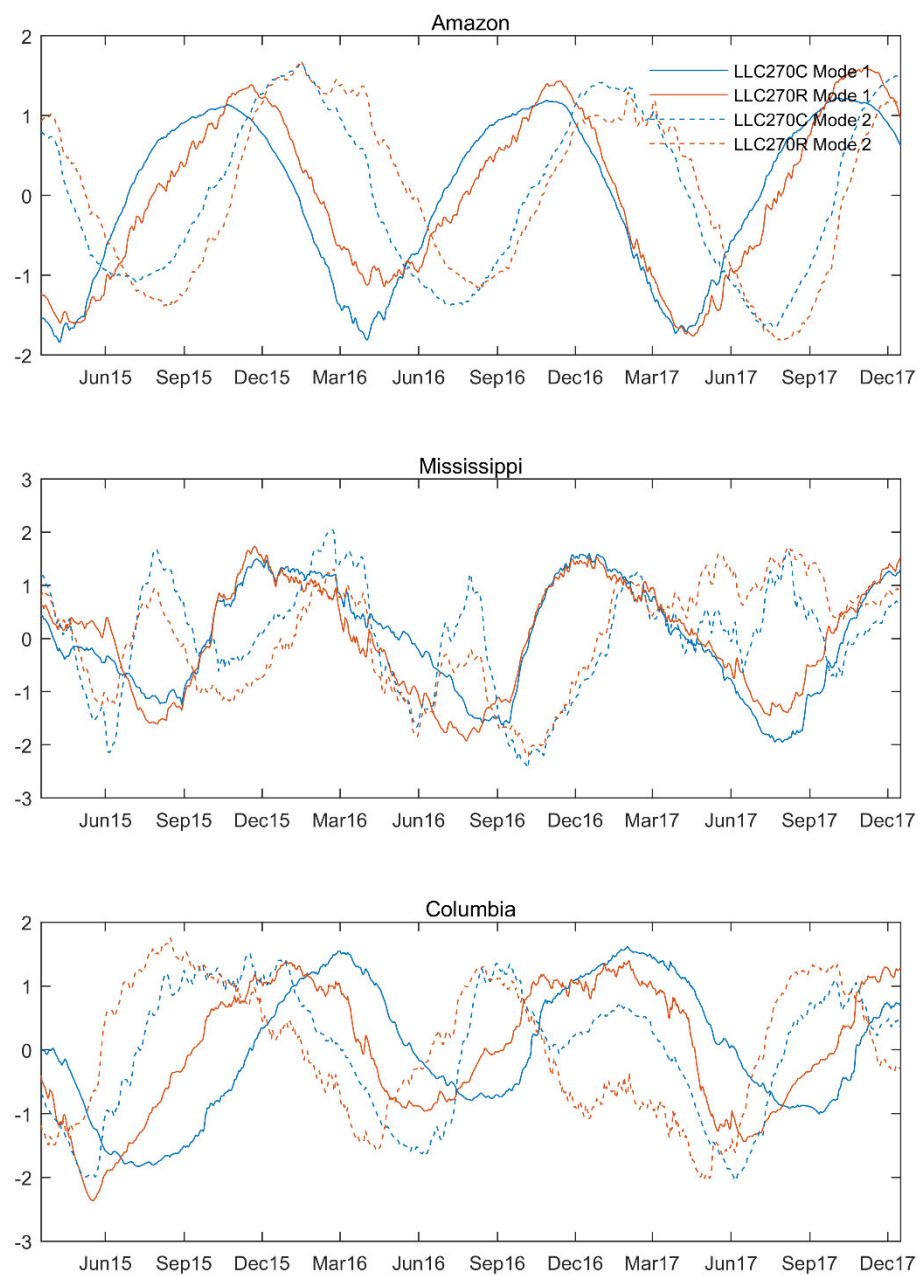 Amazon
2
1
0
-1
-2
LLC270C Mode 1
LLC270R Mode 1
LLC270C Mode 2
LLC270R Mode 2
Jun15 Sep15 Dec15 Mar16 Jun16 Sep16 Dec16 Mar17 Jun17 Sep17 Dec17
Mississippi
3
2
1
0
-1
-2
-3
Jun15 Sep15 Dec15 Mar16 Jun16 Sep16 Dec16 Mar17 Jun17 Sep17 Dec17
Columbia
2
1
0
-1
-2
-3
Jun15 Sep15 Dec15 Mar16 Jun16 Sep16 Dec16 Mar17 Jun17 Sep17 Dec17